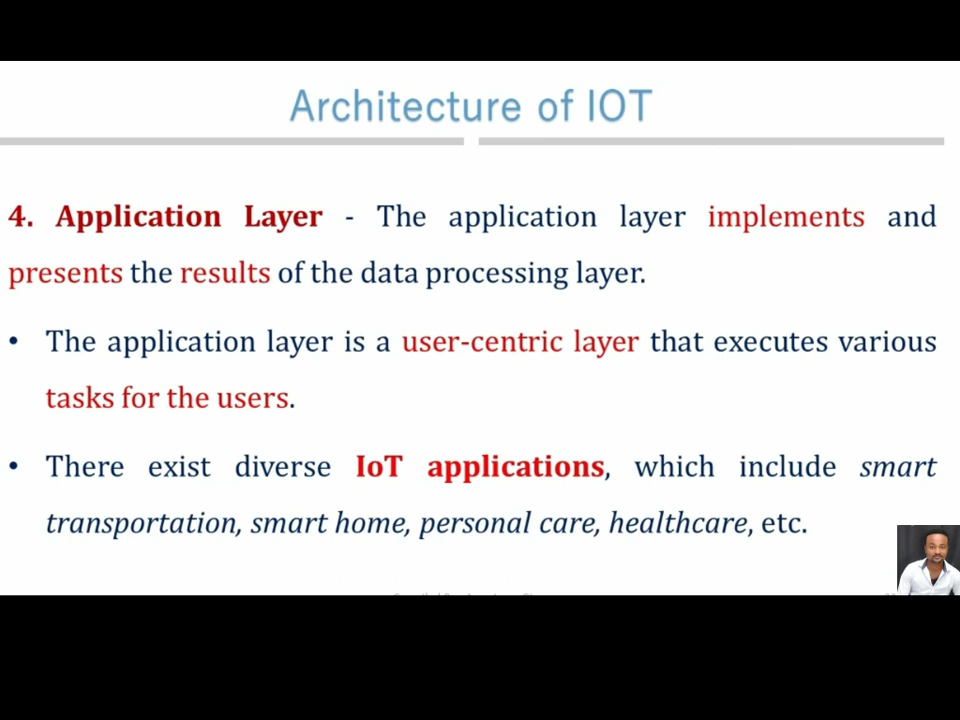 Architecture of IOT
4. Application Layer - The application layer implements and
presents the results of the data processing layer.
• The application layer is a user-centric layer that executes various
tasks for the users.
• There exist diverse IoT applications, which include smart
transportation, smart home, personal care, healthcare, etc.